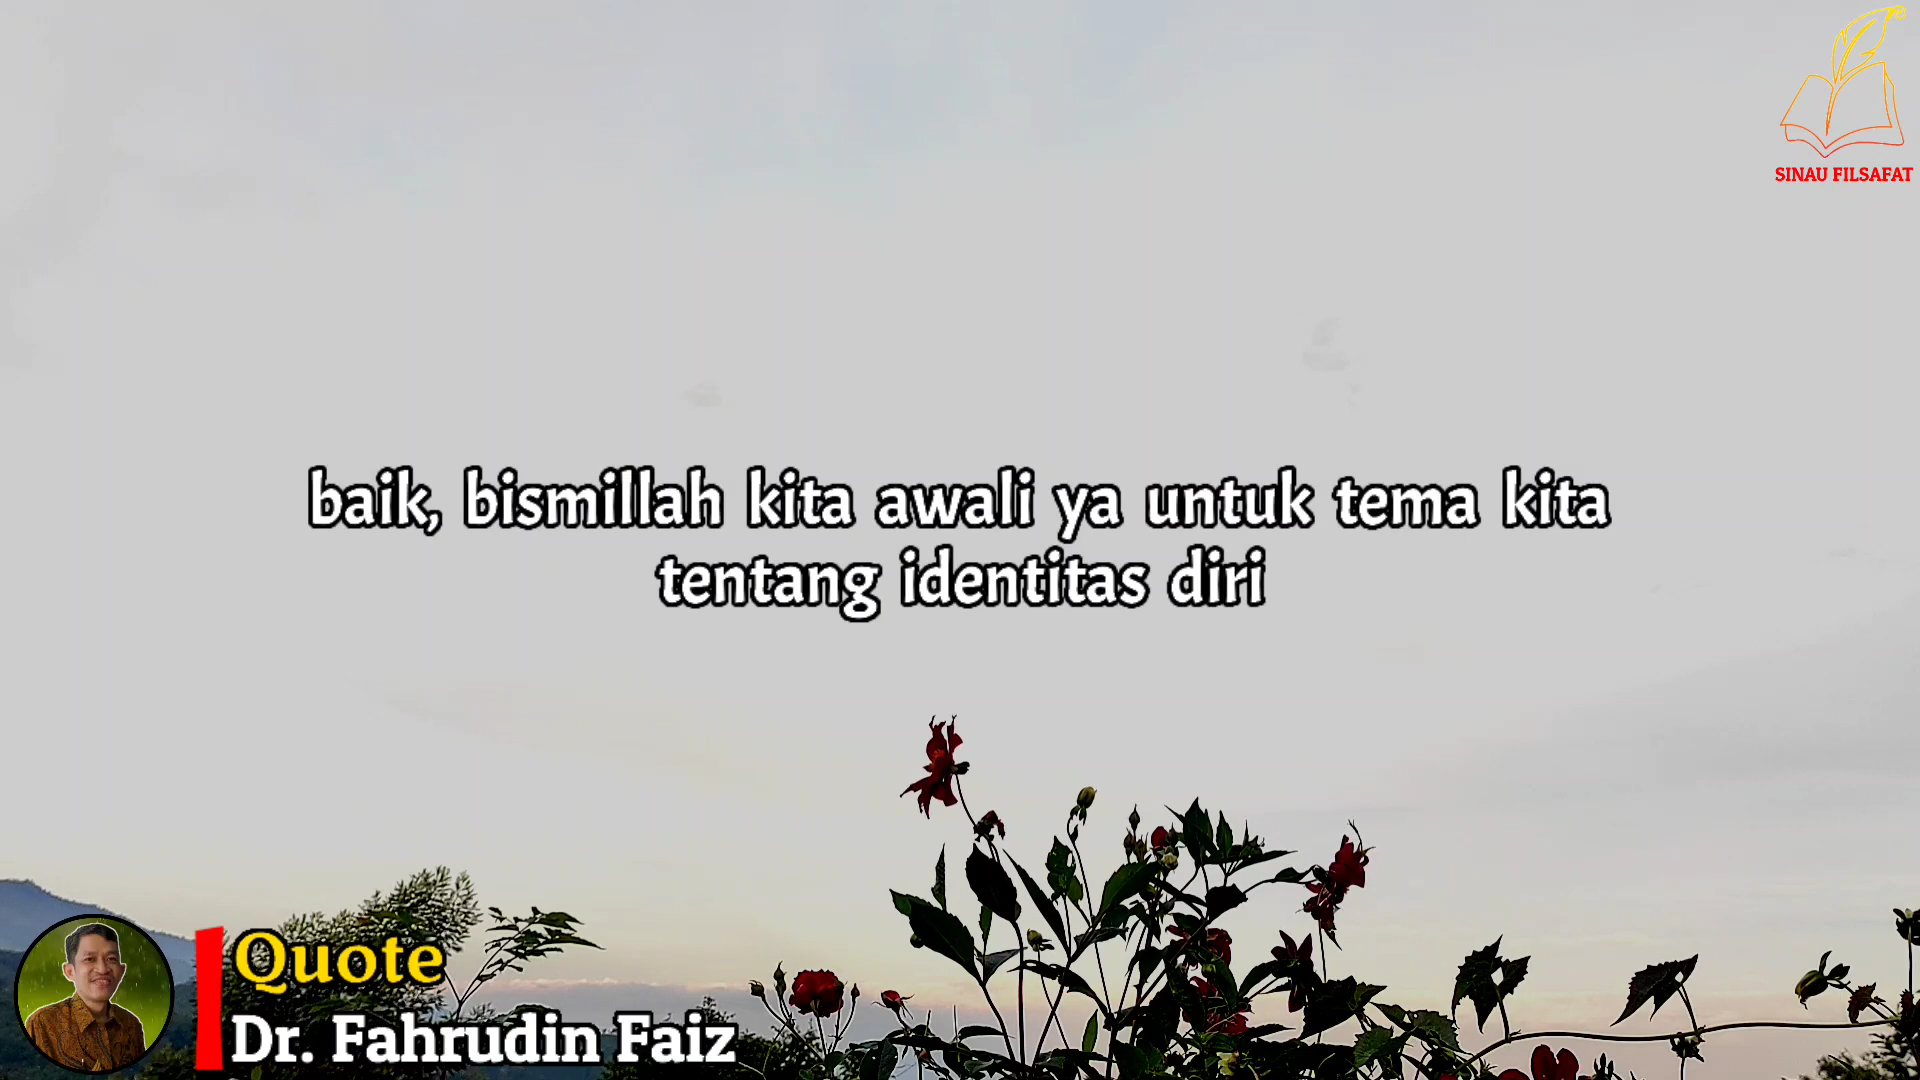 SINAU FILSAFAT
baik, bismillah kita awali ya untuk tema kita
tentang identitas diri
Quote
Dr. Fahrudin Faiz